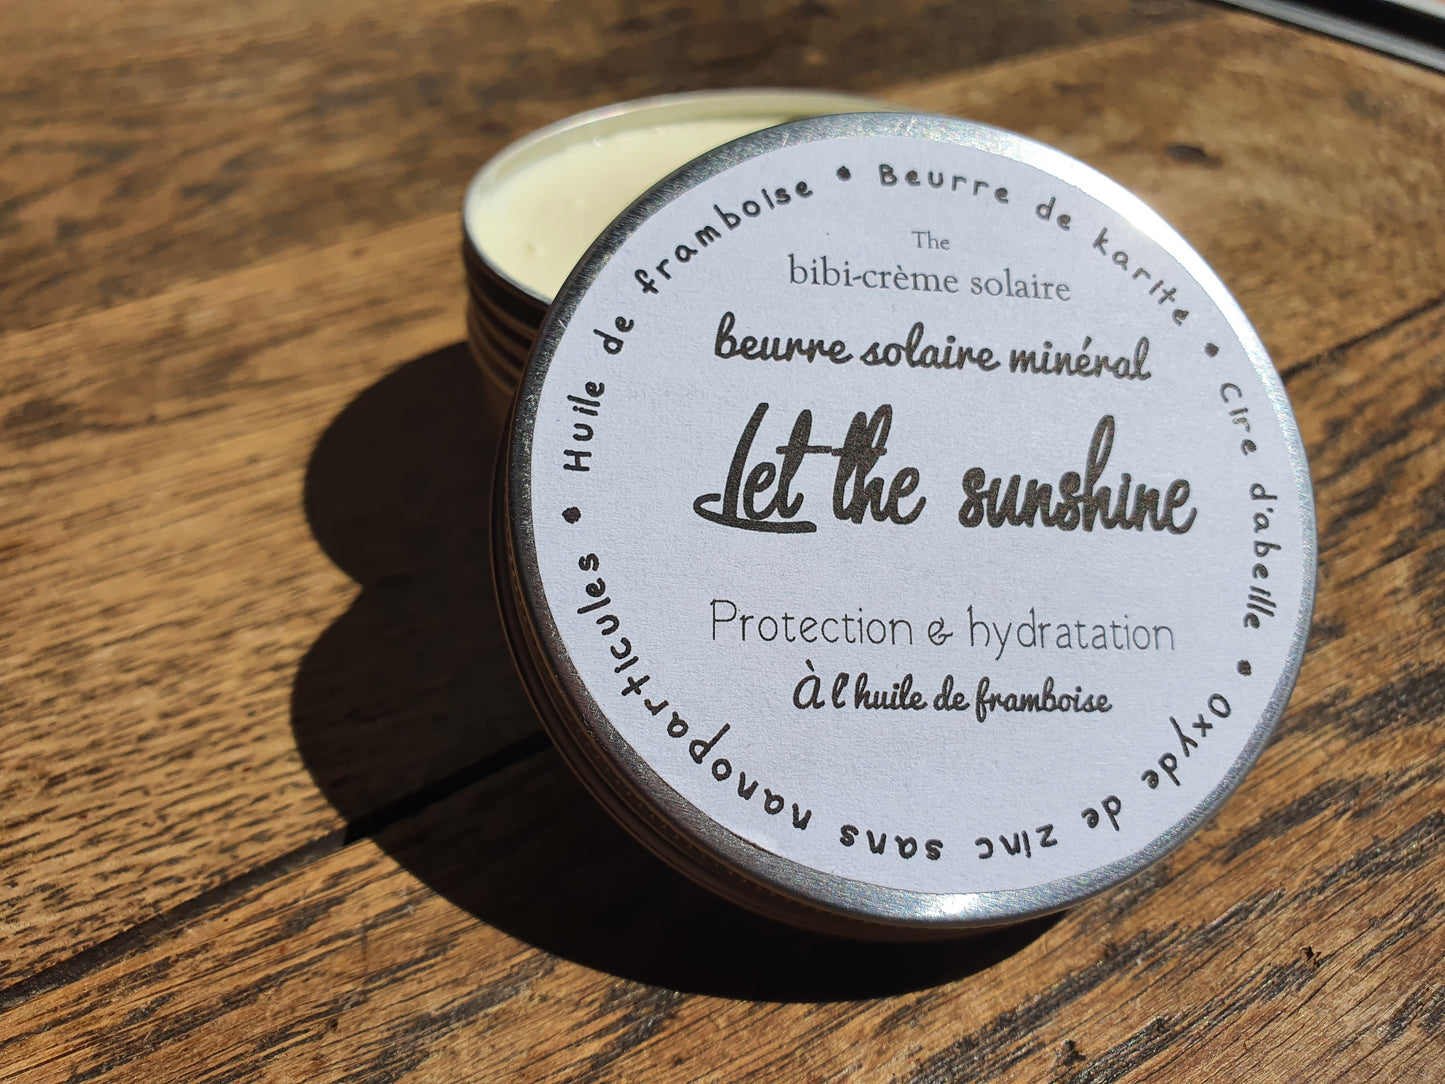 The
bibi-crème solaire
beurre solaire minéral
Let the sunshine
Protection & hydratation
À l'huile de framboise
Huile de framboise • Beurre de karite • Cire d'abeille • Oxyde de zinc sans nanoparticules •